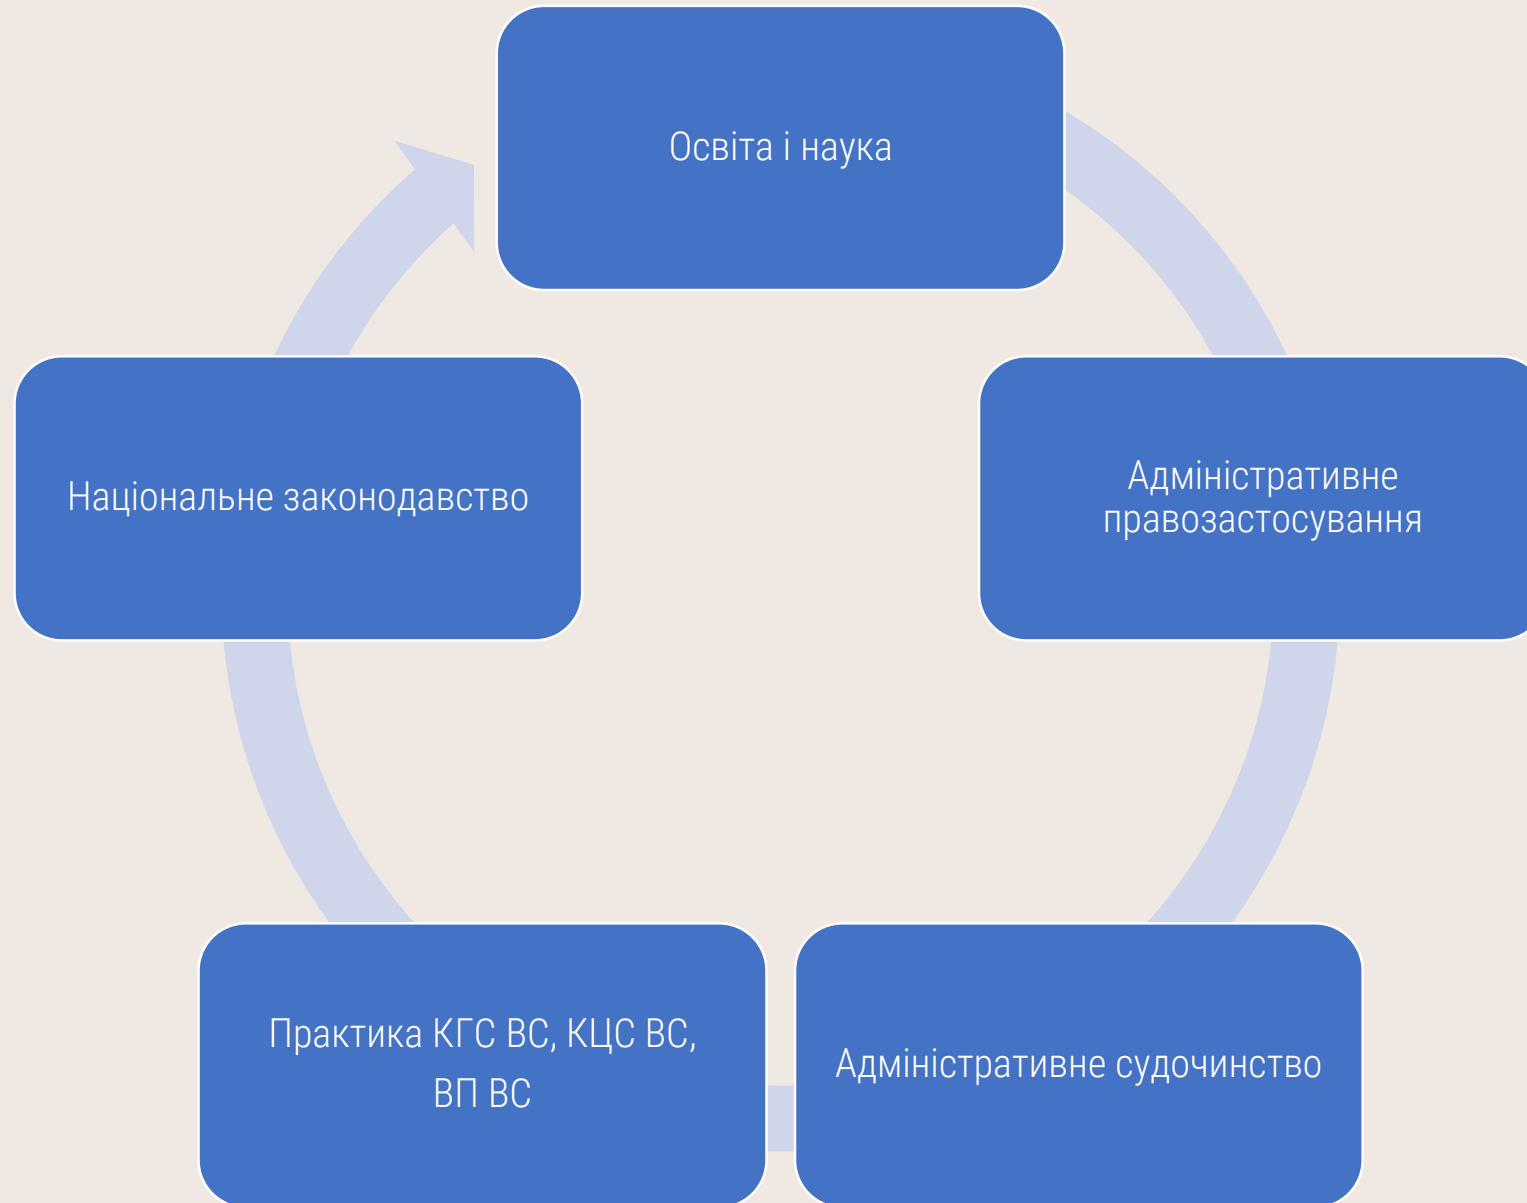 Освіта і наука
Адміністративне
правозастосування
Адміністративне судочинство
Практика КГС ВС, КЦС ВС,
ВП ВС
Національне законодавство